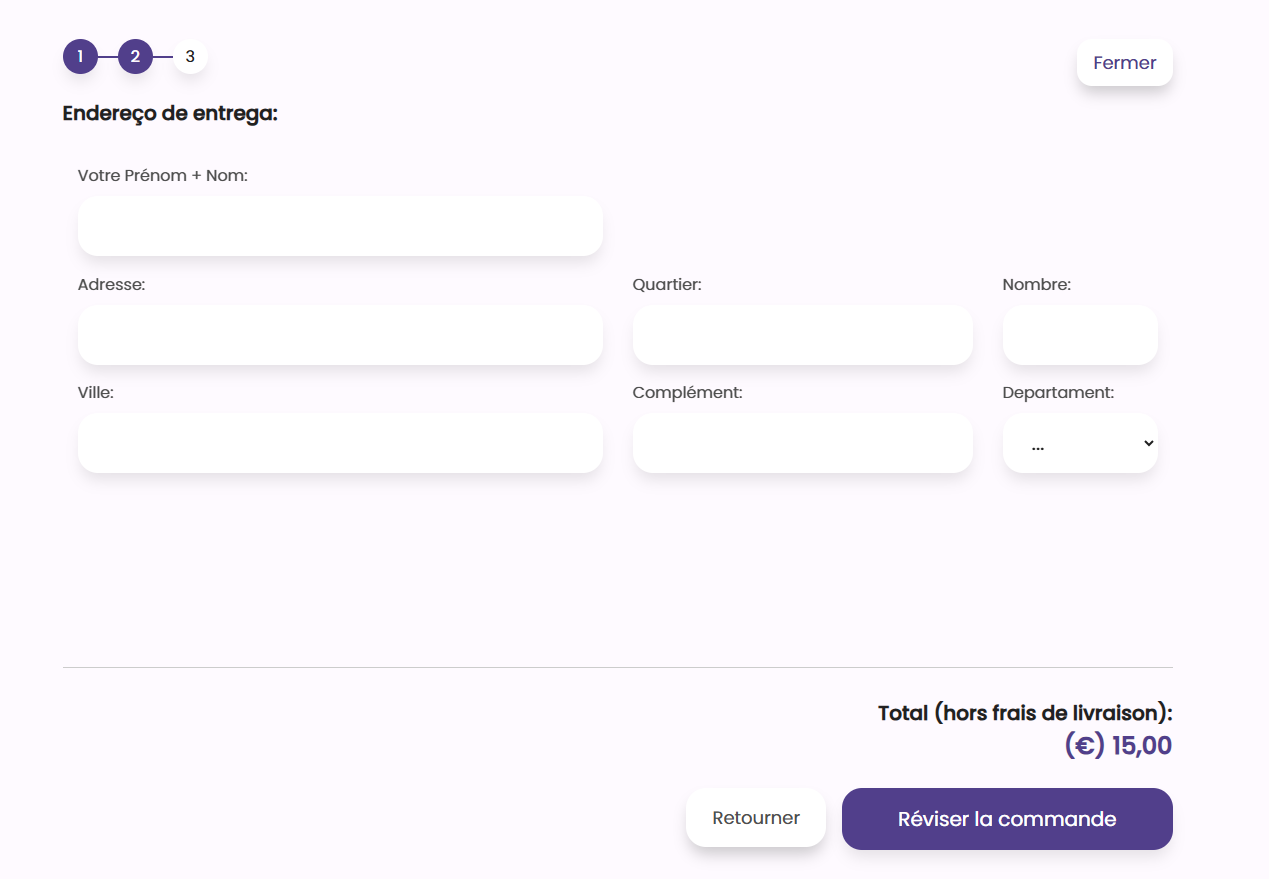 1 2 3
Fermer
Endereço de entrega:
Votre Prénom + Nom:
Adresse: Quartier: Nombre:
Ville: Complément: Departament:
...
Total (hors frais de livraison):
(€) 15,00
Retourner Réviser la commande